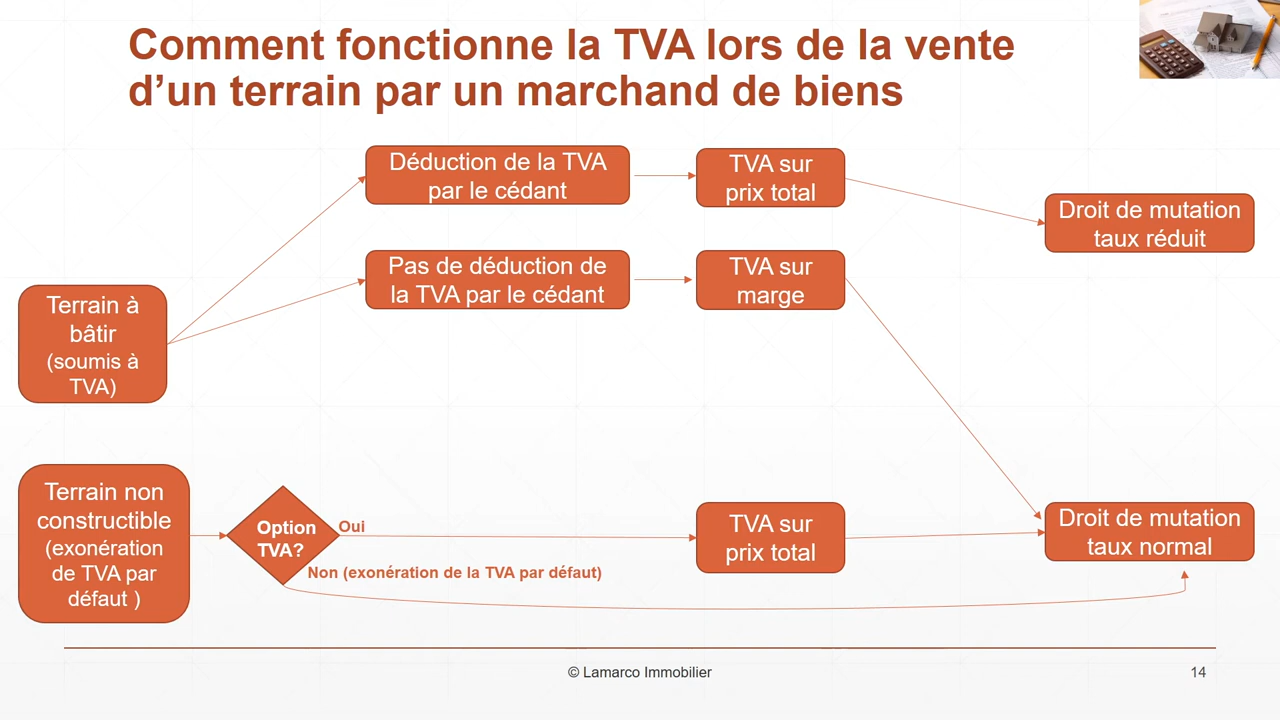 Comment fonctionne la TVA lors de la vente
d’un terrain par un marchand de biens
Déduction de la TVA
par le cédant
TVA sur
prix total
Droit de mutation
taux réduit
Pas de déduction de
la TVA par le cédant
TVA sur
marge
Terrain à
bâtir
(soumis à
TVA)
Terrain non
constructible
(exonération
de TVA par
défaut )
Option
TVA?
Oui
Non (exonération de la TVA par défaut)
TVA sur
prix total
Droit de mutation
taux normal
© Lamarco Immobilier
14